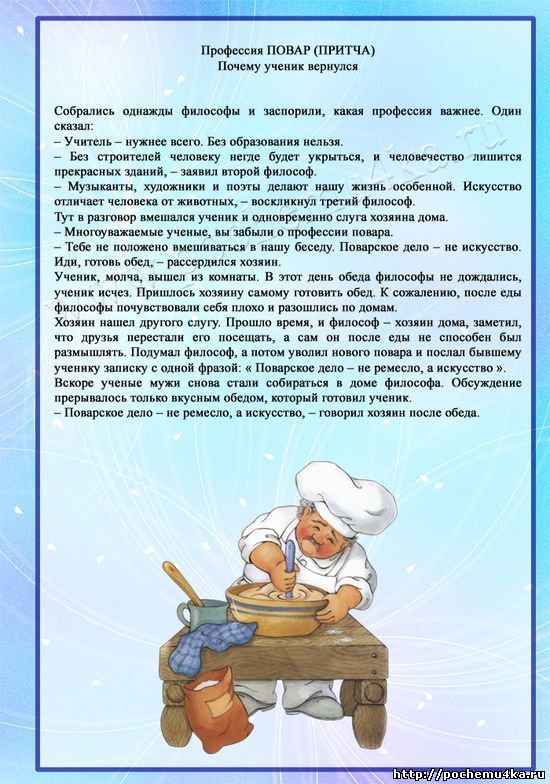 Профессия ПОВАР (ПРИТЧА)
Почему ученик вернулся
Собрались однажды философы и заспорили, какая профессия важнее. Один
сказал:
– Учитель – нужнее всего. Без образования нельзя.
– Без строителей человеку негде будет укрыться, и человечество лишится
прекрасных зданий, – заявил второй философ.
– Музыканты, художники и поэты делают нашу жизнь особенной. Искусство
отличает человека от животных, – воскликнул третий философ.
Тут в разговор вмешался ученик и одновременно слуга хозяина дома.
– Многоуважаемые ученые, вы забыли о профессии повара.
– Тебе не положено вмешиваться в нашу беседу. Поварское дело – не искусство.
Иди, готовь обед, – рассердился хозяин.
Ученик, молча, вышел из комнаты. В этот день обеда философы не дождались,
ученик исчез. Пришлось хозяину самому готовить обед. К сожалению, после еды
философы почувствовали себя плохо и разошлись по домам.
Хозяин нашел другого слугу. Прошло время, и философ – хозяин дома, заметил,
что друзья перестали его посещать, а сам он после еды не способен был
размышлять. Подумал философ, а потом уволил нового повара и послал бывшему
ученику записку с одной фразой: « Поварское дело – не ремесло, а искусство ».
Вскоре ученые мужи снова стали собираться в доме философа. Обсуждение
прерывалось только вкусным обедом, который готовил ученик.
– Поварское дело – не ремесло, а искусство, – говорил хозяин после обеда.
http://pochemu4ka.ru